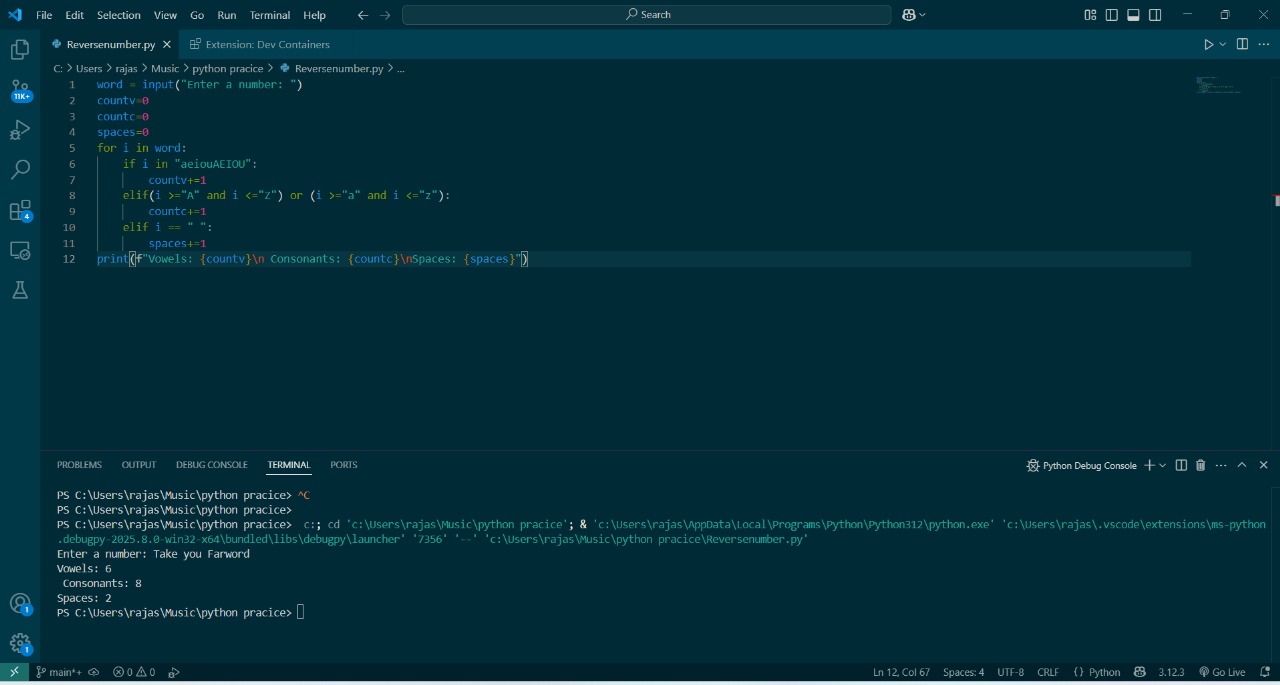 File Edit Selection View Go Run Terminal Help
Search
Reversenumber.py
Extension: Dev Containers
C: > Users > rajas > Music > python pracice > Reversenumber.py > ...
1 word = input("Enter a number: ")
2 countv=0
3 countc=0
4 spaces=0
5 for i in word:
6 if i in "aeiouAEIOU":
7 countv+=1
8 elif(i >="A" and i <="Z") or (i >="a" and i <="z"):
9 countc+=1
10 elif i == " ":
11 spaces+=1
12 print(f"Vowels: {countv}\n Consonants: {countc}\nSpaces: {spaces}")
11K+
4
PROBLEMS OUTPUT DEBUG CONSOLE TERMINAL PORTS
Python Debug Console
PS C:\Users\rajas\Music\python pracice> ^C
PS C:\Users\rajas\Music\python pracice>
PS C:\Users\rajas\Music\python pracice> c:; cd 'c:\Users\rajas\Music\python pracice'; & 'c:\Users\rajas\AppData\Local\Programs\Python\Python312\python.exe' 'c:\Users\rajas\.vscode\extensions\ms-python
.debugpy-2025.8.0-win32-x64\bundled\libs\debugpy\launcher' '7356' '--' 'c:\Users\rajas\Music\python pracice\Reversenumber.py'
Enter a number: Take you Farword
Vowels: 6
Consonants: 8
Spaces: 2
PS C:\Users\rajas\Music\python pracice>
1
1
main*+ 0 0
Ln 12, Col 67 Spaces: 4 UTF-8 CRLF {} Python 3.12.3 Go Live